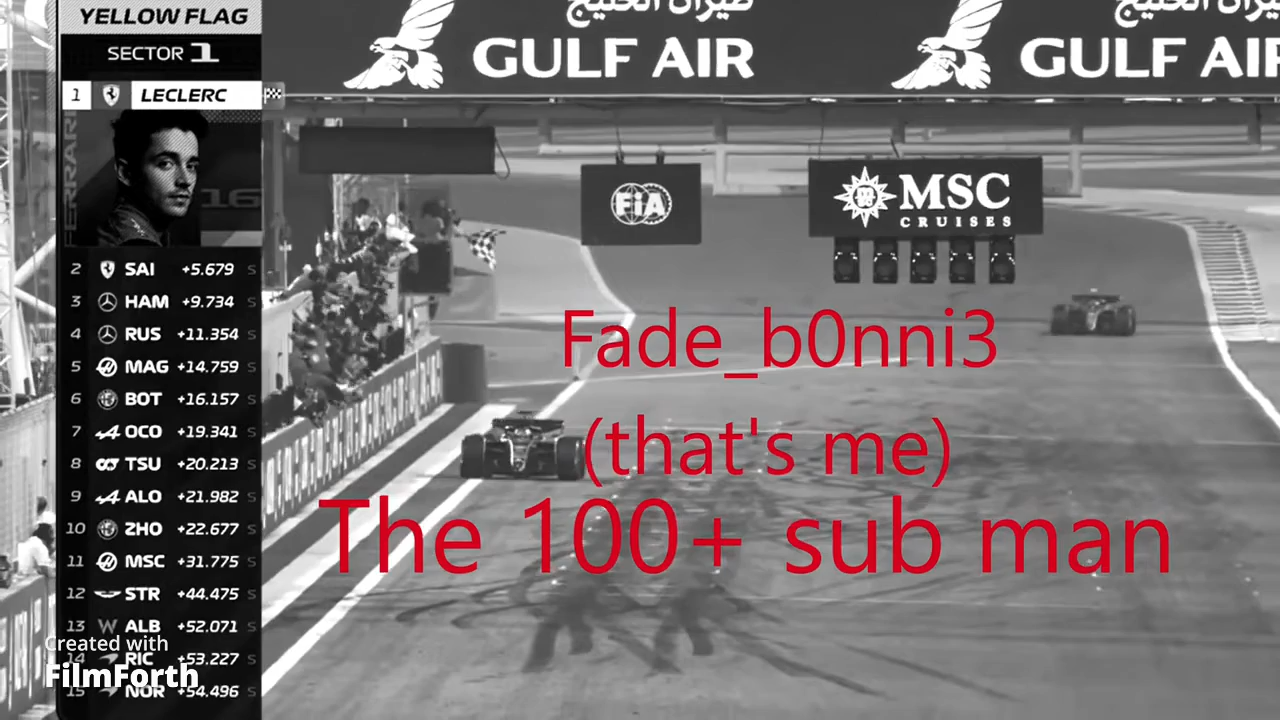 YELLOW FLAG
SECTOR 1
1 LECLERC
FERRARI
16
2 SAI +5.679 S
3 HAM +9.734 S
4 RUS +11.354 S
5 MAG +14.759 S
6 BOT +16.157 S
7 OCO +19.341 S
8 TSU +20.213 S
9 ALO +21.982 S
10 ZHO +22.677 S
11 MSC +31.775 S
12 STR +44.475 S
13 ALB +52.071 S
14 RIC +53.227 S
15 NOR +54.496 S
طيران الخليج
GULF AIR
طيران الخليج
GULF AIR
FiA
MSC
CRUISES
Fade_b0nni3
(that's me)
The 100+ sub man
Created with
FilmForth